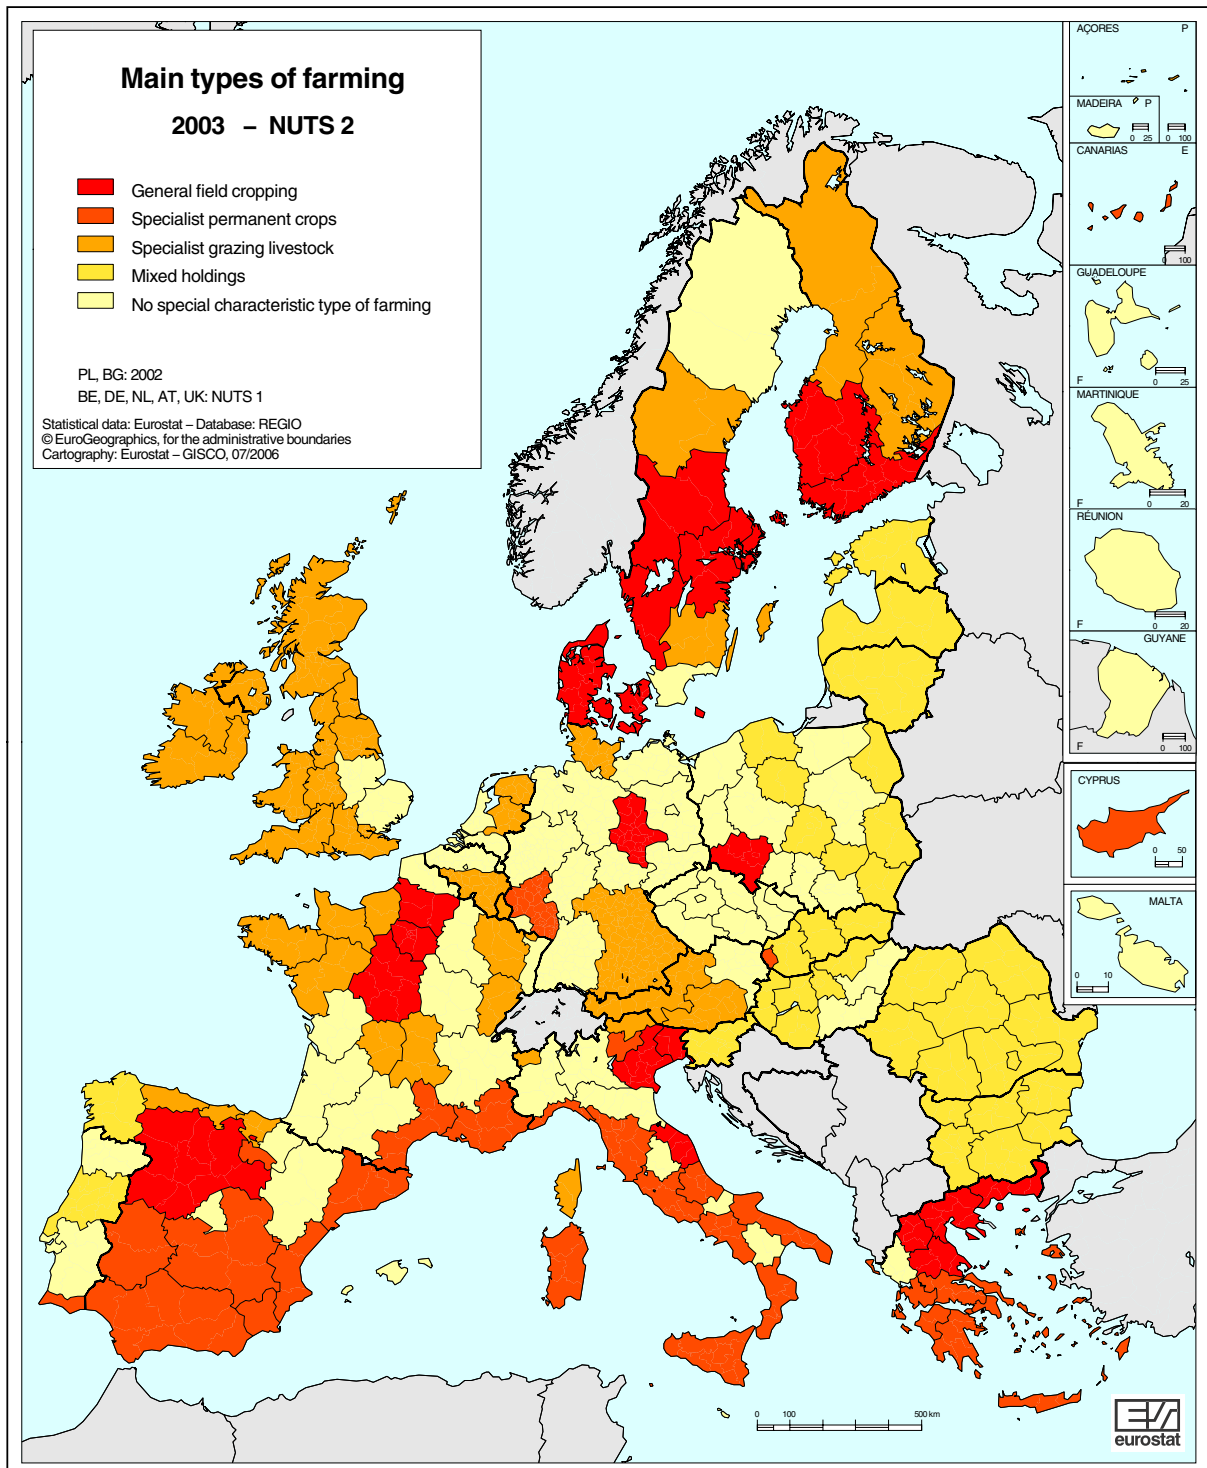 Main types of farming
2003 – NUTS 2
General field cropping
Specialist permanent crops
Specialist grazing livestock
Mixed holdings
No special characteristic type of farming
PL, BG: 2002
BE, DE, NL, AT, UK: NUTS 1
Statistical data: Eurostat – Database: REGIO
© EuroGeographics, for the administrative boundaries
Cartography: Eurostat – GISCO, 07/2006
AÇORES P
MADEIRA P
0 25
0 100
CANARIAS E
0 100
GUADELOUPE
F
0 25
MARTINIQUE
F
0 20
RÉUNION
F
0 20
GUYANE
F
0 100
CYPRUS
0 50
MALTA
0 10
0 100 500 km
eurostat